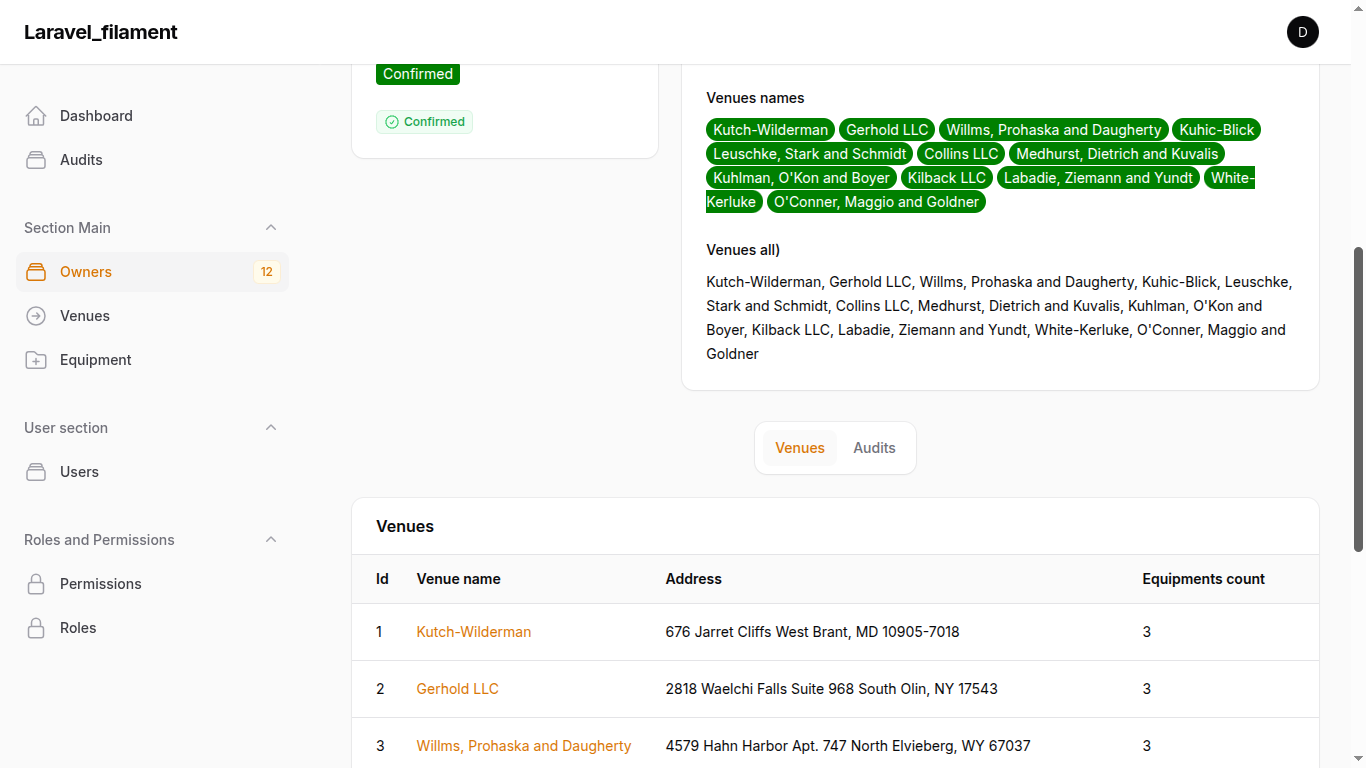 Laravel_filament
D
Dashboard
Audits
Section Main
Owners
12
Venues
Equipment
User section
Users
Roles and Permissions
Permissions
Roles
Confirmed
Confirmed
Venues names
Kutch-Wilderman Gerhold LLC Willms, Prohaska and Daugherty Kuhic-Blick
Leuschke, Stark and Schmidt Collins LLC Medhurst, Dietrich and Kuvalis
Kuhlman, O'Kon and Boyer Kilback LLC Labadie, Ziemann and Yundt White-
Kerluke O'Conner, Maggio and Goldner
Venues all)
Kutch-Wilderman, Gerhold LLC, Willms, Prohaska and Daugherty, Kuhic-Blick, Leuschke,
Stark and Schmidt, Collins LLC, Medhurst, Dietrich and Kuvalis, Kuhlman, O'Kon and
Boyer, Kilback LLC, Labadie, Ziemann and Yundt, White-Kerluke, O'Conner, Maggio and
Goldner
Venues Audits
Venues
Id Venue name Address Equipments count
1 Kutch-Wilderman 676 Jarret Cliffs West Brant, MD 10905-7018 3
2 Gerhold LLC 2818 Waelchi Falls Suite 968 South Olin, NY 17543 3
3 Willms, Prohaska and Daugherty 4579 Hahn Harbor Apt. 747 North Elvieberg, WY 67037 3